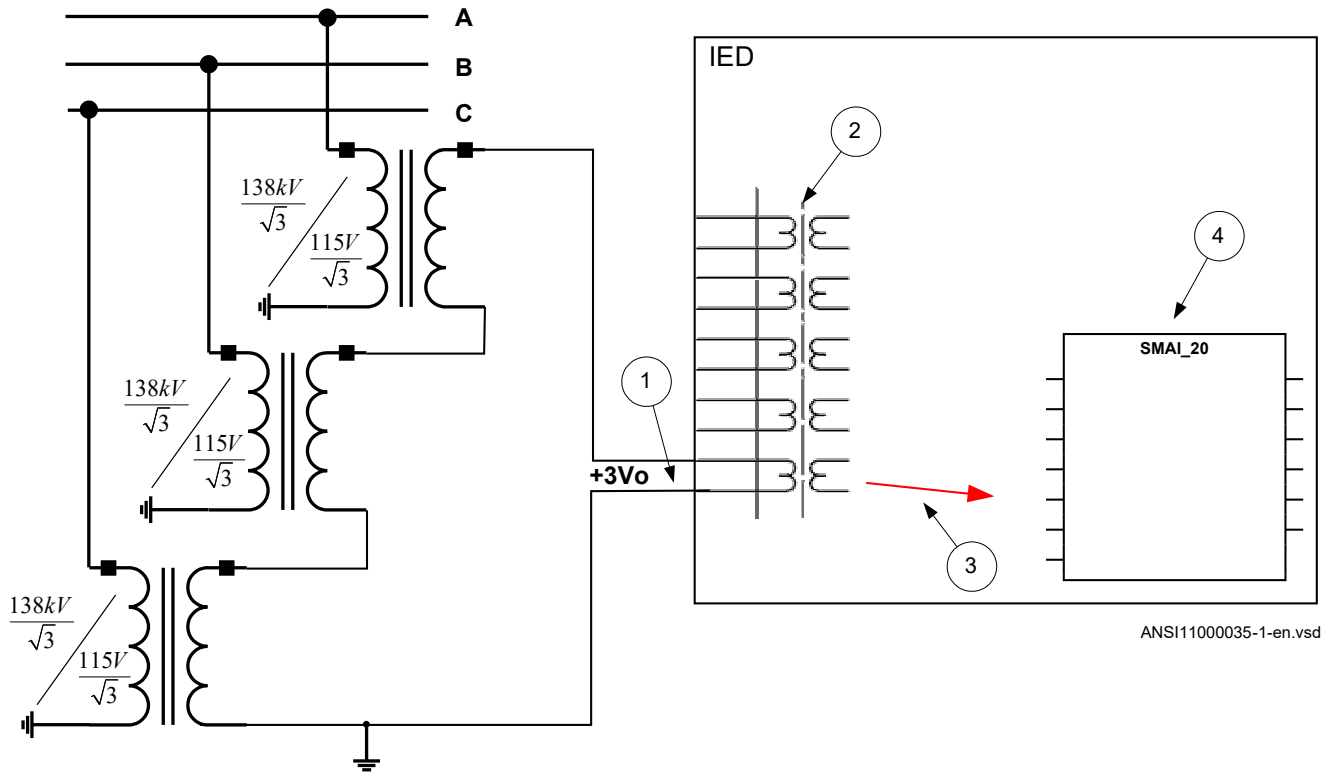 A
B
C
IED
138kV
√3
115V
√3
138kV
√3
115V
√3
138kV
√3
115V
√3
+3Vo
1
2
3
4
SMAI_20
ANSI11000035-1-en.vsd